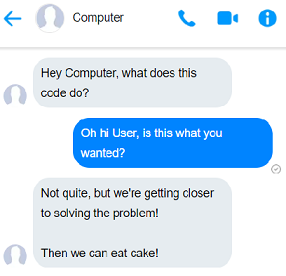 Computer
Hey Computer, what does this
code do?
Oh hi User, is this what you
wanted?
Not quite, but we're getting closer
to solving the problem!
Then we can eat cake!